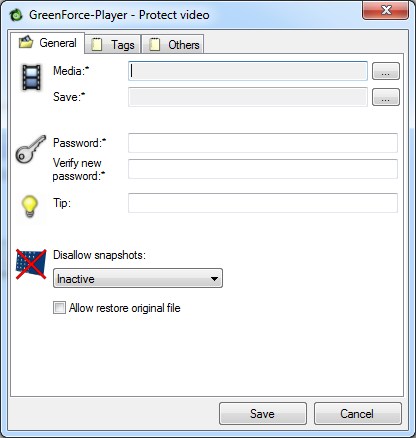 GreenForce-Player - Protect video
General Tags Others
Media:*
...
Save:*
...
Password:*
Verify new
password:*
Tip:
Disallow snapshots:
Inactive
Allow restore original file
Save Cancel